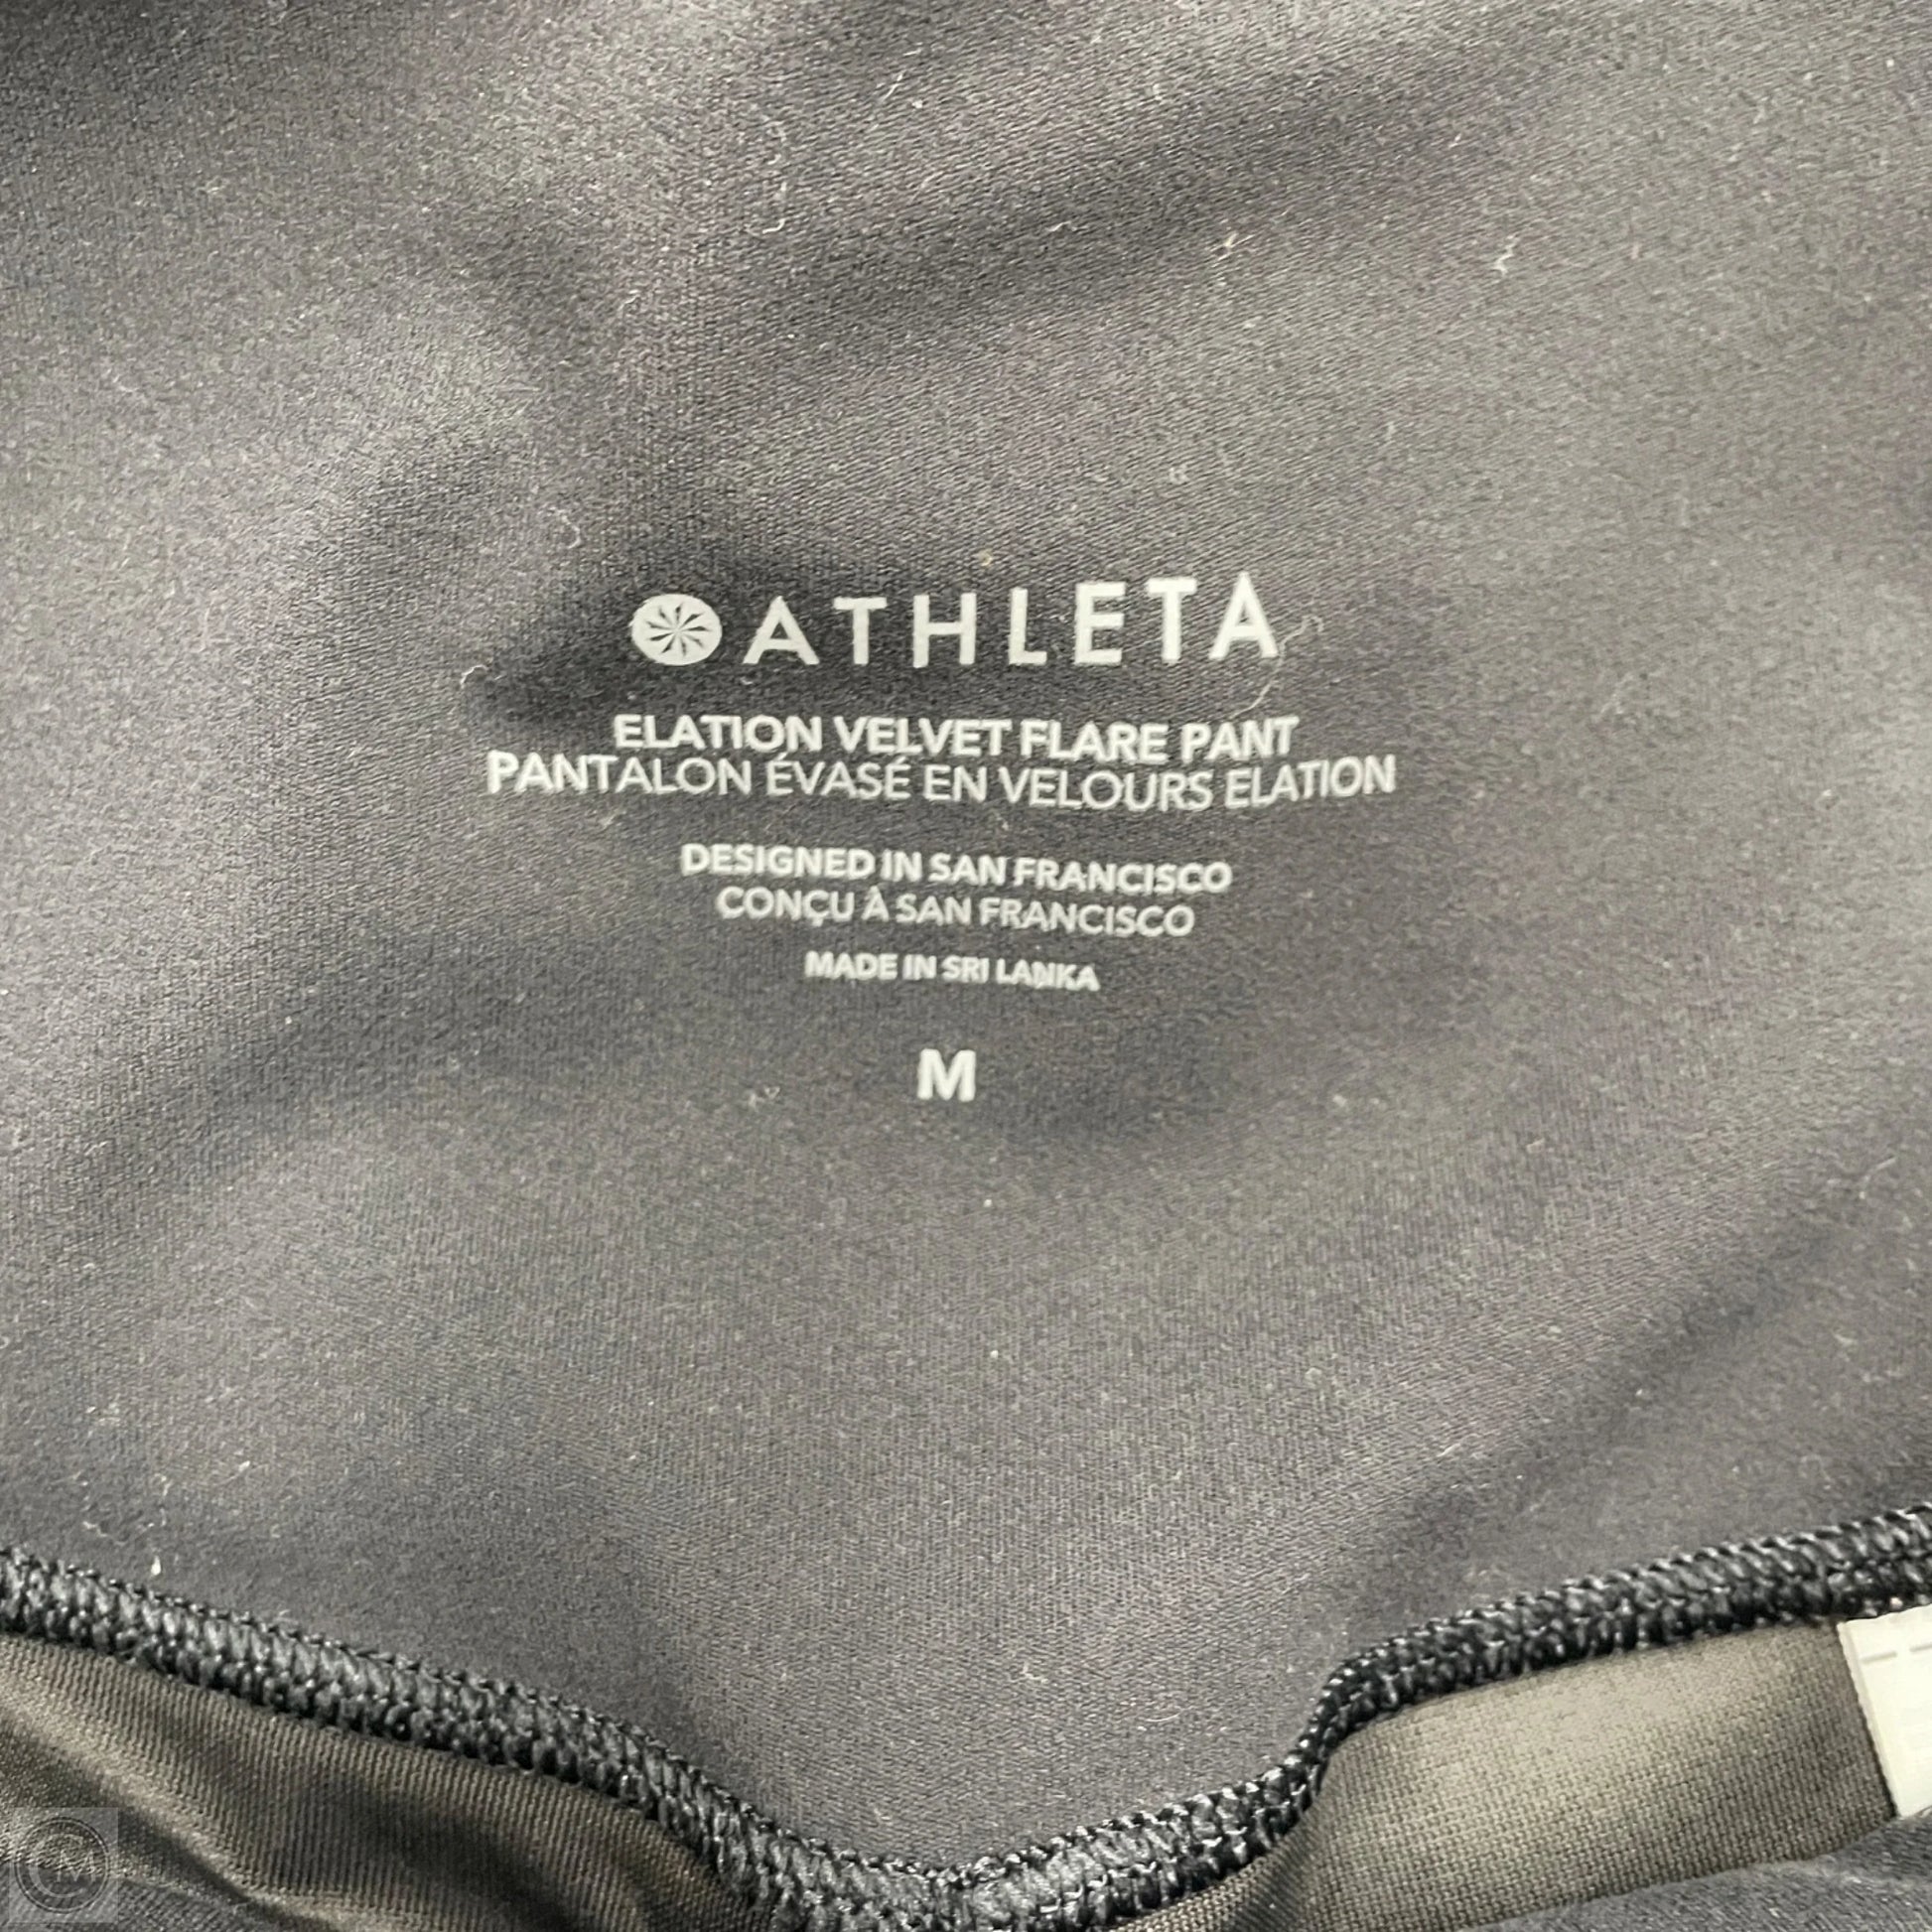 ATHLETA
ELATION VELVET FLARE PANT
PANTALON ÉVASÉ EN VELOURS ELATION
DESIGNED IN SAN FRANCISCO
CONÇU À SAN FRANCISCO
MADE IN SRI LANKA
M